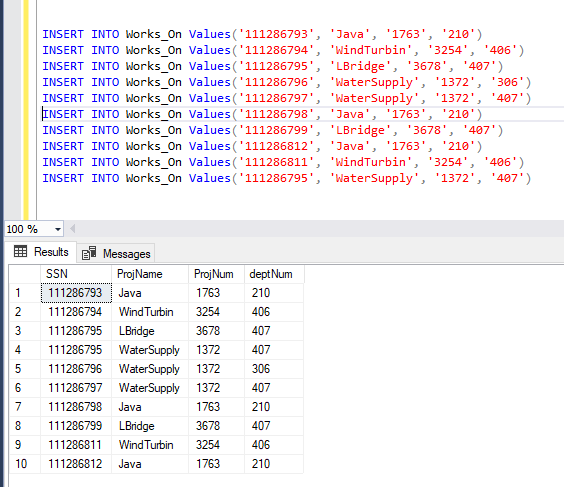 INSERT INTO Works_On Values('111286793', 'Java', '1763', '210')
INSERT INTO Works_On Values('111286794', 'WindTurbin', '3254', '406')
INSERT INTO Works_On Values('111286795', 'LBridge', '3678', '407')
INSERT INTO Works_On Values('111286796', 'WaterSupply', '1372', '306')
INSERT INTO Works_On Values('111286797', 'WaterSupply', '1372', '407')
INSERT INTO Works_On Values('111286798', 'Java', '1763', '210')
INSERT INTO Works_On Values('111286799', 'LBridge', '3678', '407')
INSERT INTO Works_On Values('111286812', 'Java', '1763', '210')
INSERT INTO Works_On Values('111286811', 'WindTurbin', '3254', '406')
INSERT INTO Works_On Values('111286795', 'WaterSupply', '1372', '407')
100 %
Results Messages
SSN ProjName ProjNum deptNum
1 111286793 Java 1763 210
2 111286794 WindTurbin 3254 406
3 111286795 LBridge 3678 407
4 111286795 WaterSupply 1372 407
5 111286796 WaterSupply 1372 306
6 111286797 WaterSupply 1372 407
7 111286798 Java 1763 210
8 111286799 LBridge 3678 407
9 111286811 WindTurbin 3254 406
10 111286812 Java 1763 210